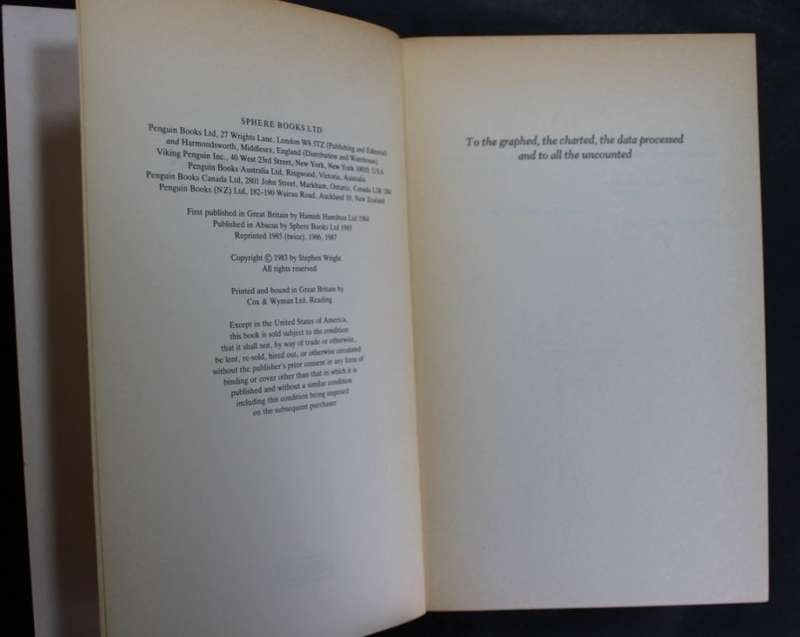 SPHERE BOOKS LTD
Penguin Books Ltd, 27 Wrights Lane, London W8 5TZ (Publishing and Editorial)
and Harmondsworth, Middlesex, England (Distribution and Warehouse)
Viking Penguin Inc., 40 West 23rd Street, New York, New York 10010, U.S.A
Penguin Books Australia Ltd, Ringwood, Victoria, Australia
Penguin Books Canada Ltd, 2801 John Street, Markham, Ontario, Canada L3R 1B4
Penguin Books (N.Z) Ltd, 182-190 Wairau Road, Auckland 10, New Zealand
First published in Great Britain by Hamish Hamilton Ltd 1984
Published in Abacus by Sphere Books Ltd 1985
Reprinted 1985 (twice), 1986, 1987
Copyright © 1983 by Stephen Wright
All rights reserved
Printed and bound in Great Britain by
Cox & Wyman Ltd, Reading
Except in the United States of America,
this book is sold subject to the condition
that it shall not, by way of trade or otherwise,
be lent, re-sold, hired out, or otherwise circulated
without the publisher's prior consent in any form of
binding or cover other than that in which it is
published and without a similar condition
including this condition being imposed
on the subsequent purchaser
To the graphed, the charted, the data processed
and to all the uncounted